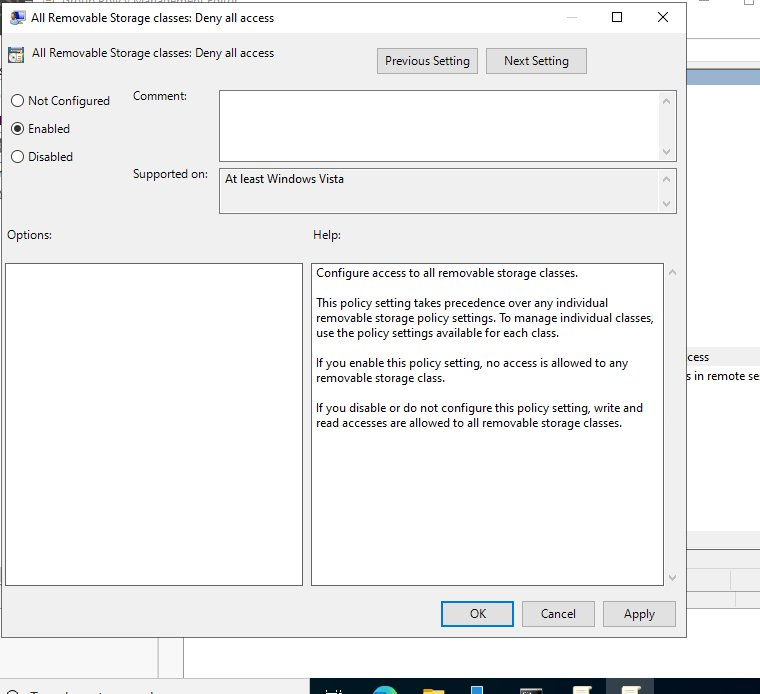 All Removable Storage classes: Deny all access
All Removable Storage classes: Deny all access
Previous Setting
Next Setting
Not Configured
Enabled
Disabled
Comment:
Supported on:
At least Windows Vista
Options:
Help:
Configure access to all removable storage classes.
This policy setting takes precedence over any individual
removable storage policy settings. To manage individual classes,
use the policy settings available for each class.
If you enable this policy setting, no access is allowed to any
removable storage class.
If you disable or do not configure this policy setting, write and
read accesses are allowed to all removable storage classes.
cess
s in remote se
OK
Cancel
Apply